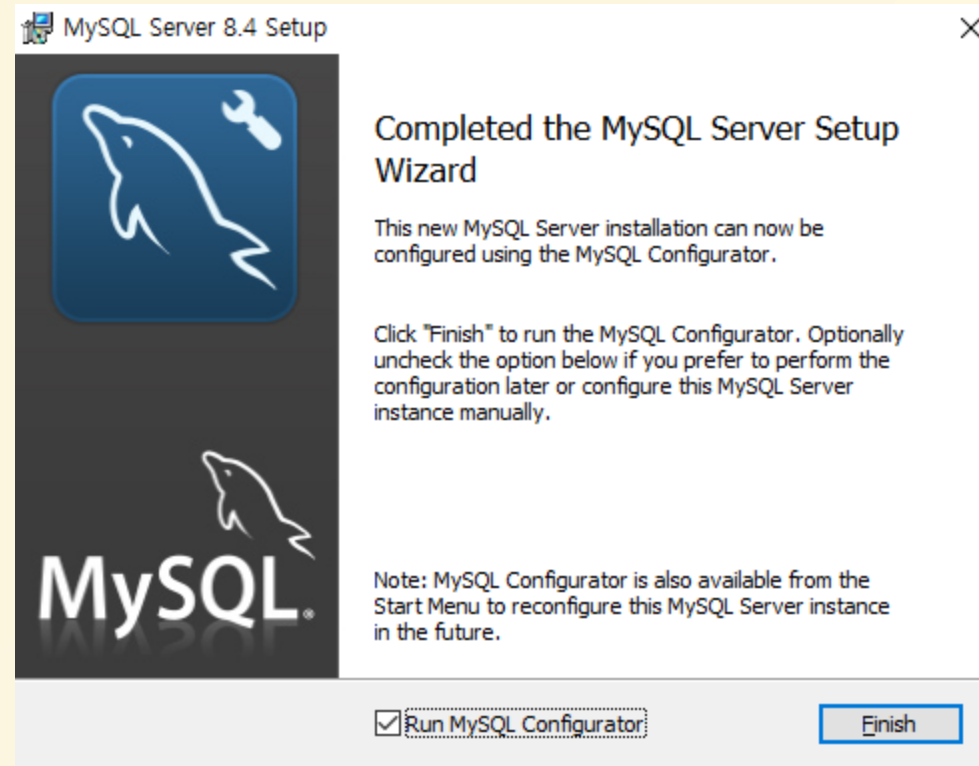 MySQL Server 8.4 Setup
Completed the MySQL Server Setup
Wizard
This new MySQL Server installation can now be
configured using the MySQL Configurator.
Click "Finish" to run the MySQL Configurator. Optionally
uncheck the option below if you prefer to perform the
configuration later or configure this MySQL Server
instance manually.
MySQL®
Note: MySQL Configurator is also available from the
Start Menu to reconfigure this MySQL Server instance
in the future.
Run MySQL Configurator
Finish